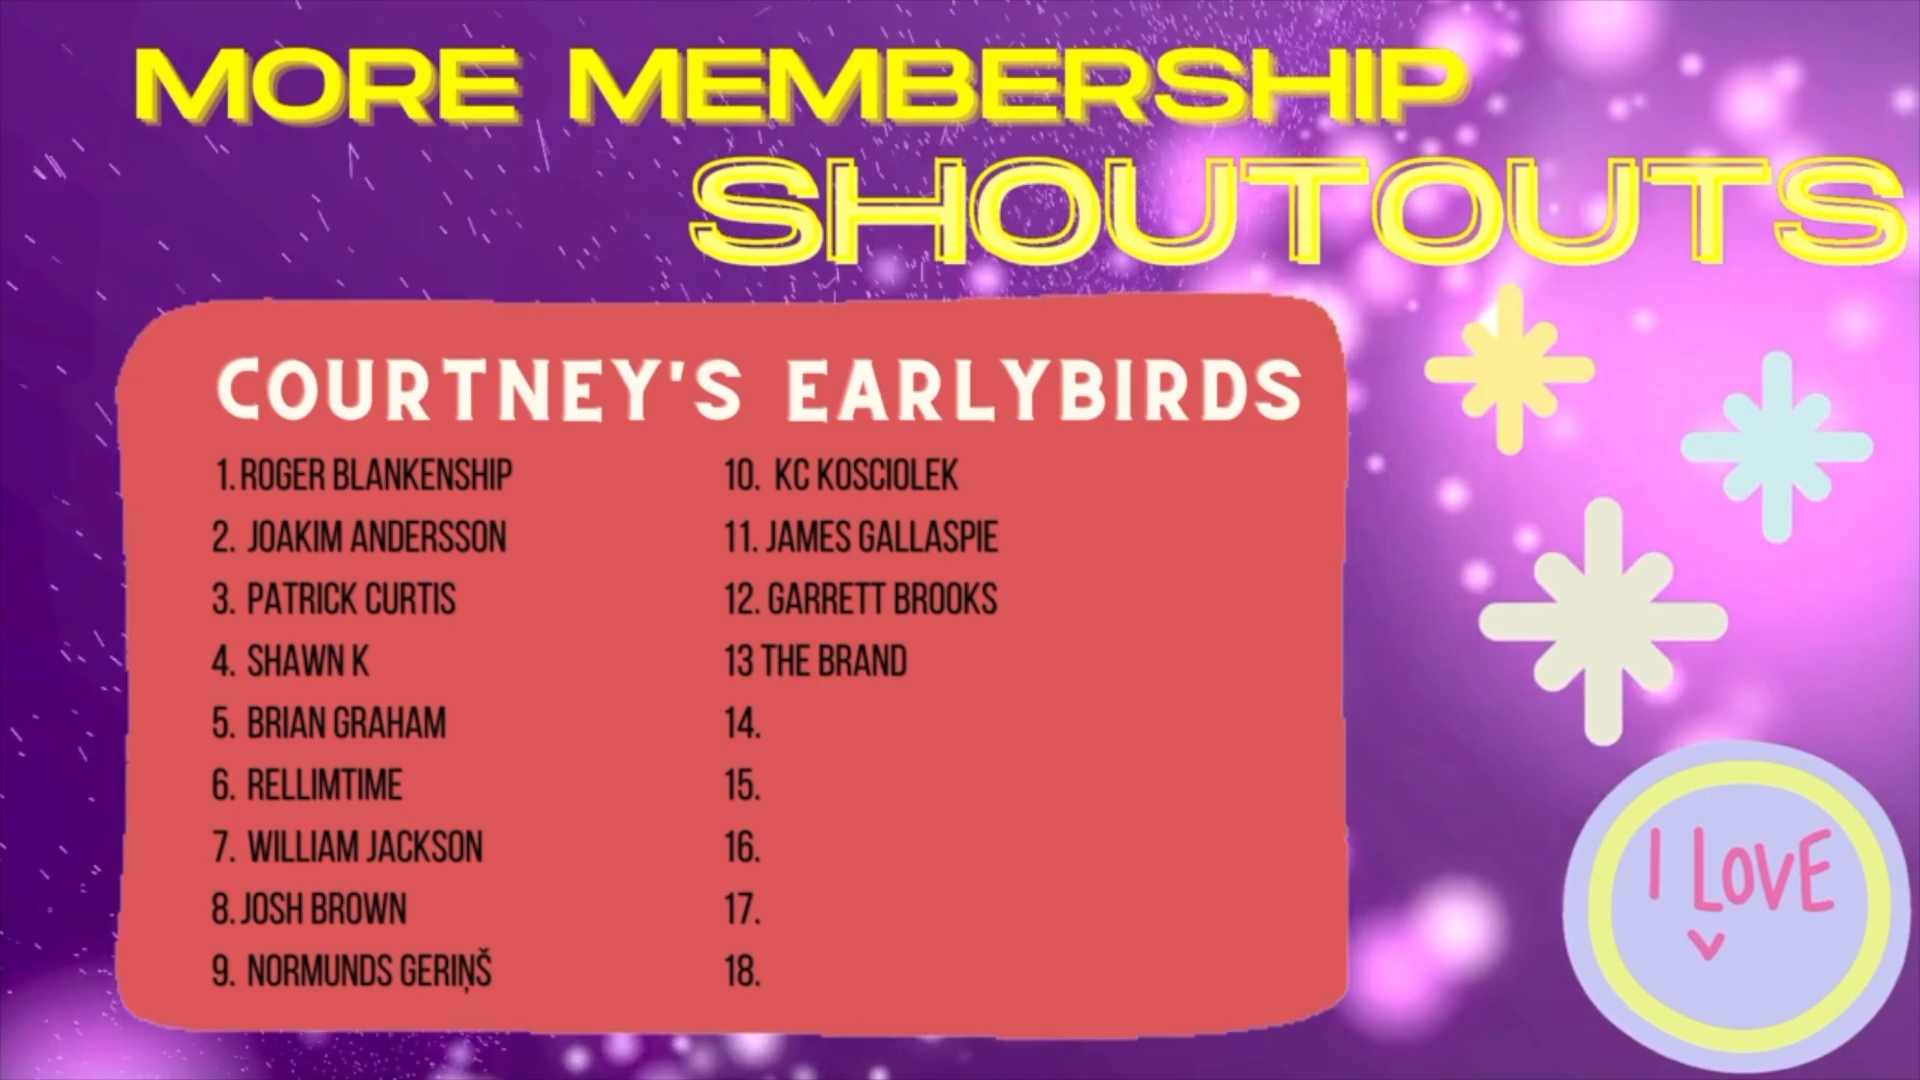 MORE MEMBERSHIP
SHOUTOUTS
COURTNEY'S EARLYBIRDS
1. ROGER BLANKENSHIP
2. JOAKIM ANDERSSON
3. PATRICK CURTIS
4. SHAWN K
5. BRIAN GRAHAM
6. RELLIMTIME
7. WILLIAM JACKSON
8. JOSH BROWN
9. NORMUNDS GERIŅŠ
10. KC KOSCIOLEK
11. JAMES GALLASPIE
12. GARRETT BROOKS
13 THE BRAND
14.
15.
16.
17.
18.
I LOVE